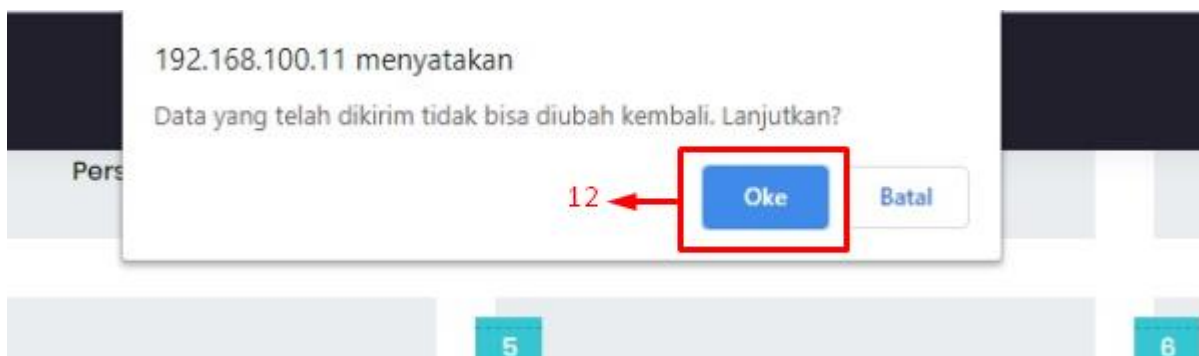 192.168.100.11 menyatakan
Data yang telah dikirim tidak bisa diubah kembali. Lanjutkan?
Pers
12
Oke
Batal
5
6